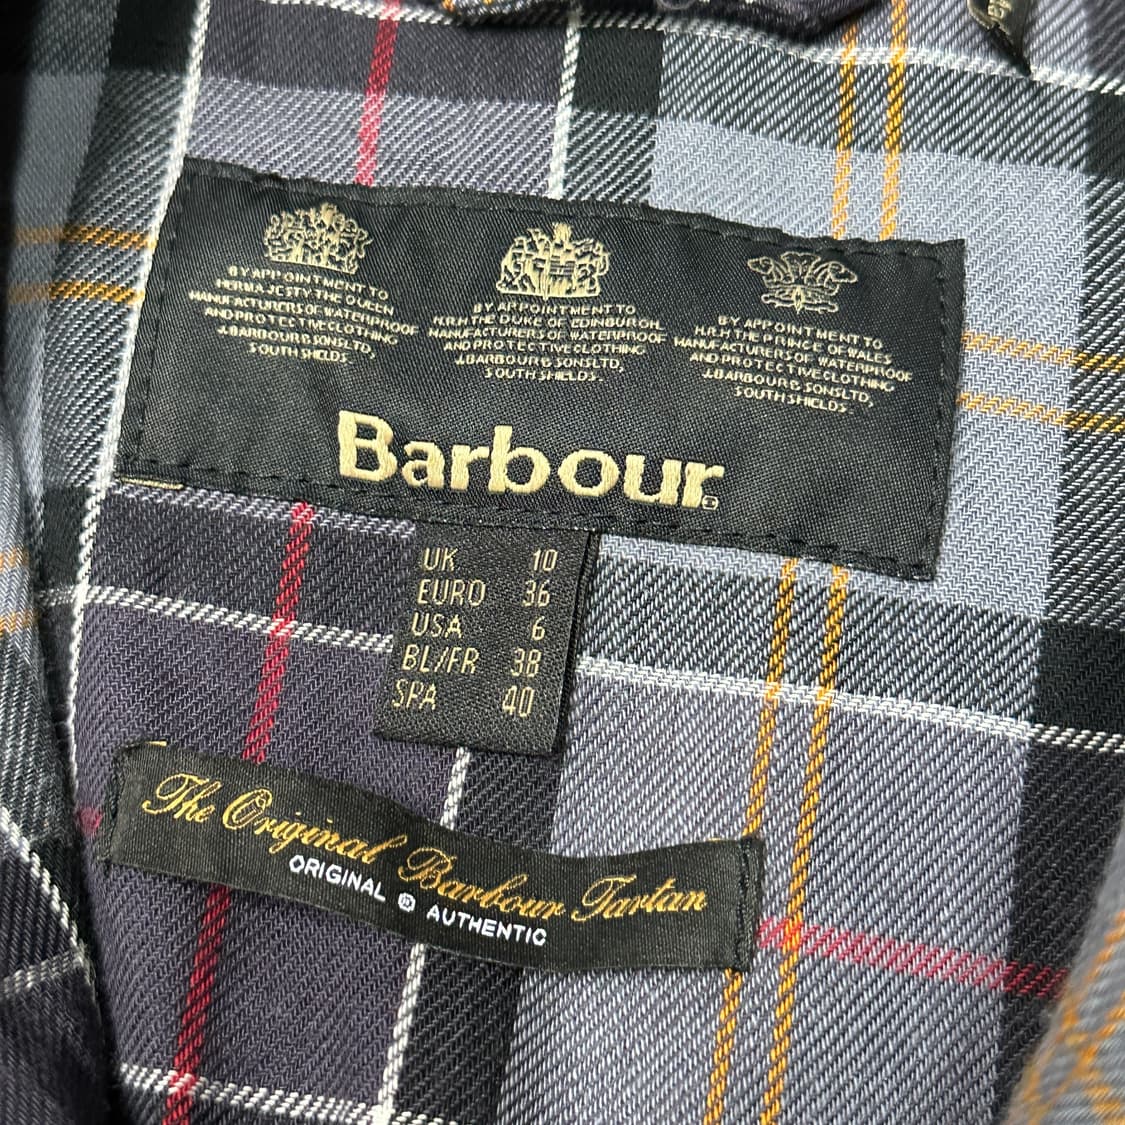 BY APPOINTMENT TO
HER MAJESTY THE QUEEN
MANUFACTURERS OF WATERPROOF
AND PROTECTIVE CLOTHING
J.BARBOUR & SONS LTD,
SOUTH SHIELDS.
BY APPOINTMENT TO
H.R.H. THE DUKE OF EDINBURGH
MANUFACTURERS OF WATERPROOF
AND PROTECTIVE CLOTHING
J.BARBOUR & SONS LTD,
SOUTH SHIELDS.
BY APPOINTMENT TO
H.R.H THE PRINCE OF WALES
MANUFACTURERS OF WATERPROOF
AND PROTECTIVE CLOTHING
J.BARBOUR & SONS LTD,
SOUTH SHIELDS.
Barbour®
UK 10
EURO 36
USA 6
BL/FR 38
SPA 40
The Original Barbour Tartan
ORIGINAL ® AUTHENTIC